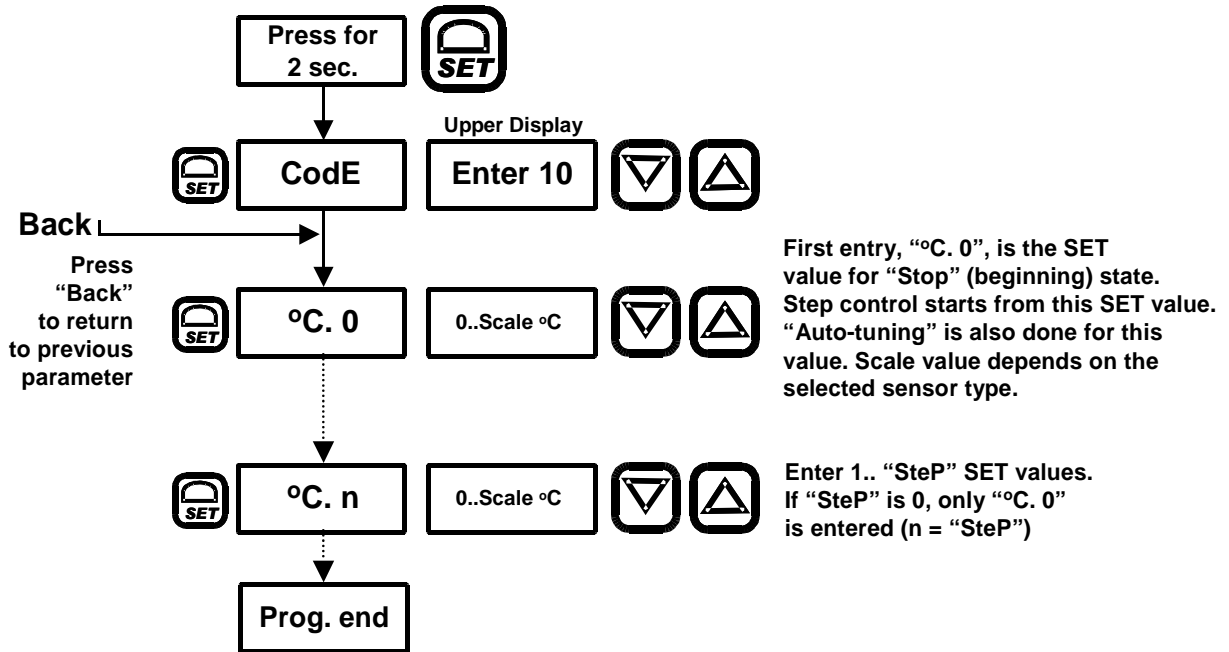 Press for
2 sec.
SET
Upper Display
SET
CodE
Enter 10
Back
Press
“Back”
to return
to previous
parameter
SET
ºC. 0
0..Scale ºC
First entry, “ºC. 0”, is the SET
value for “Stop” (beginning) state.
Step control starts from this SET value.
“Auto-tuning” is also done for this
value. Scale value depends on the
selected sensor type.
SET
ºC. n
0..Scale ºC
Enter 1.. “SteP” SET values.
If “SteP” is 0, only “ºC. 0”
is entered (n = “SteP”)
Prog. end